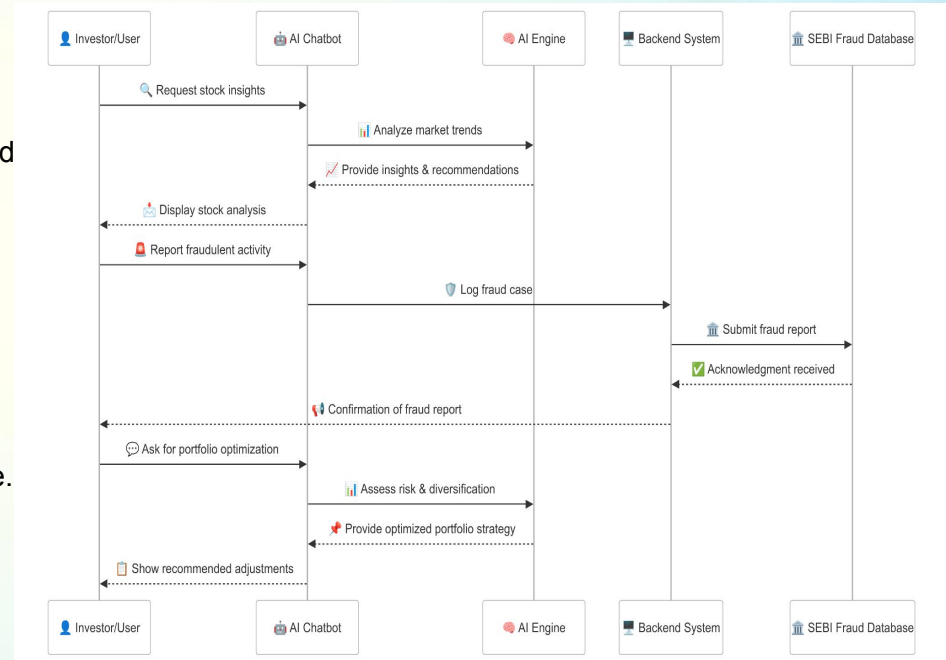 👤 Investor/User
🤖 AI Chatbot
🧠 AI Engine
🖥️ Backend System
🏛️ SEBI Fraud Database
🔍 Request stock insights
📊 Analyze market trends
d
📈 Provide insights & recommendations
📩 Display stock analysis
🚨 Report fraudulent activity
🛡️ Log fraud case
🏛️ Submit fraud report
✅ Acknowledgment received
📢 Confirmation of fraud report
💬 Ask for portfolio optimization
e.
📊 Assess risk & diversification
📌 Provide optimized portfolio strategy
📋 Show recommended adjustments
👤 Investor/User
🤖 AI Chatbot
🧠 AI Engine
🖥️ Backend System
🏛️ SEBI Fraud Database